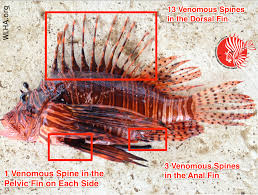 WLHA.org
13 Venomous Spines
in the Dorsal Fin
1 Venomous Spine in the
Pelvic Fin on Each Side
3 Venomous Spines
in the Anal Fin